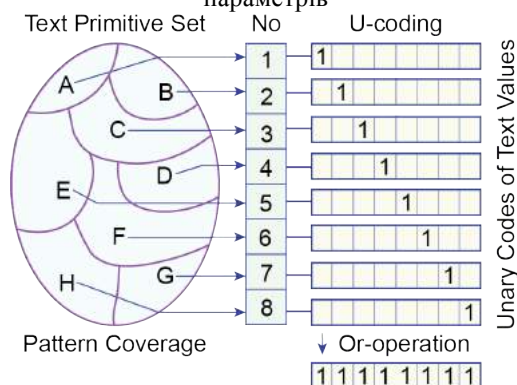 параметрів
Text Primitive Set No U-coding
A 1 1
B 2 1
C 3 1
D 4 1
E 5 1
F 6 1
G 7 1
H 8 1
Unary Codes of Text Values
Pattern Coverage Or-operation
1 1 1 1 1 1 1 1